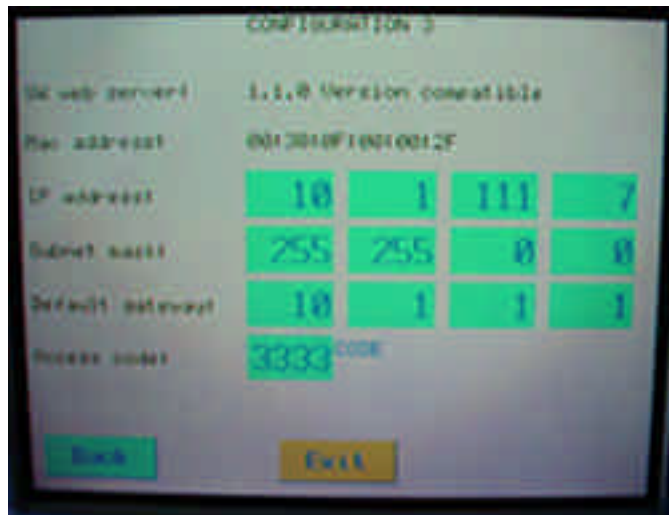 CONFIGURATION
SW web server: 1.1.0 Version compatible
Mac address:
IP address: 10 1 111 7
Subnet mask: 255 255 0 0
Default gateway: 10 1 1 1
Access code: 3333 CODE
Back Exit